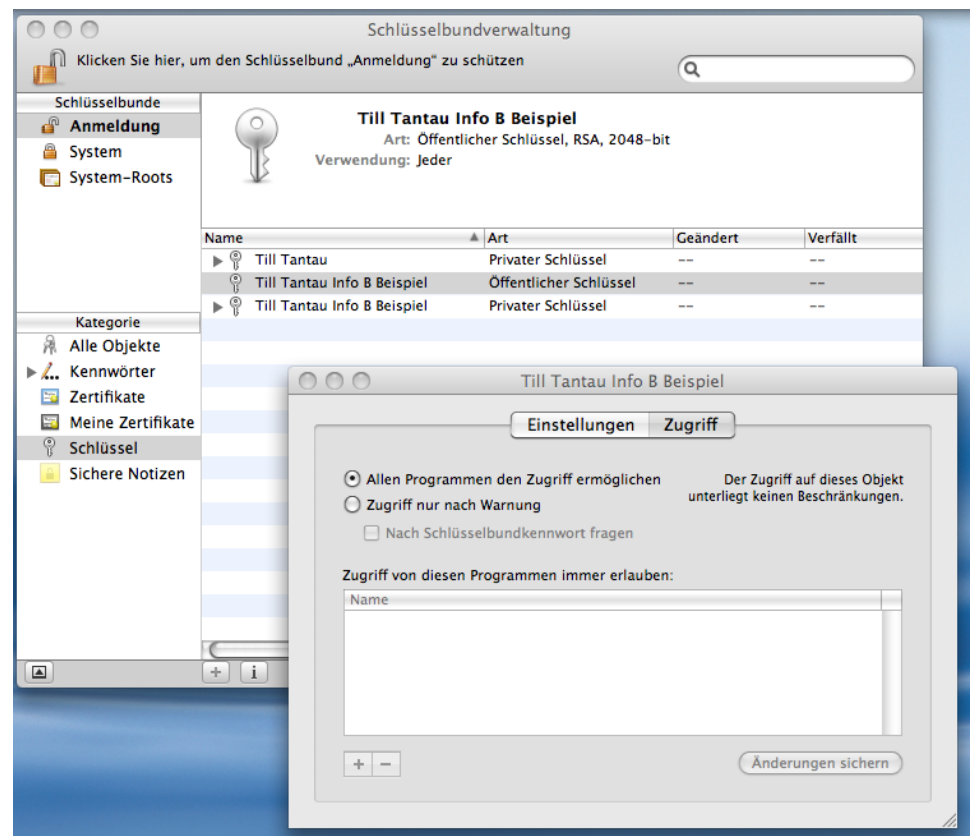 Schlüsselbundverwaltung
Klicken Sie hier, um den Schlüsselbund „Anmeldung“ zu schützen
Schlüsselbunde
Anmeldung
System
System-Roots
Till Tantau Info B Beispiel
Art: Öffentlicher Schlüssel, RSA, 2048-bit
Verwendung: Jeder
Name Art Geändert Verfällt
Till Tantau Privater Schlüssel -- --
Till Tantau Info B Beispiel Öffentlicher Schlüssel -- --
Till Tantau Info B Beispiel Privater Schlüssel -- --
Kategorie
Alle Objekte
Kennwörter
Zertifikate
Meine Zertifikate
Schlüssel
Sichere Notizen
Till Tantau Info B Beispiel
Einstellungen Zugriff
Allen Programmen den Zugriff ermöglichen
Zugriff nur nach Warnung
Nach Schlüsselbundkennwort fragen
Der Zugriff auf dieses Objekt
unterliegt keinen Beschränkungen.
Zugriff von diesen Programmen immer erlauben:
Name
+ −
Änderungen sichern
+ i